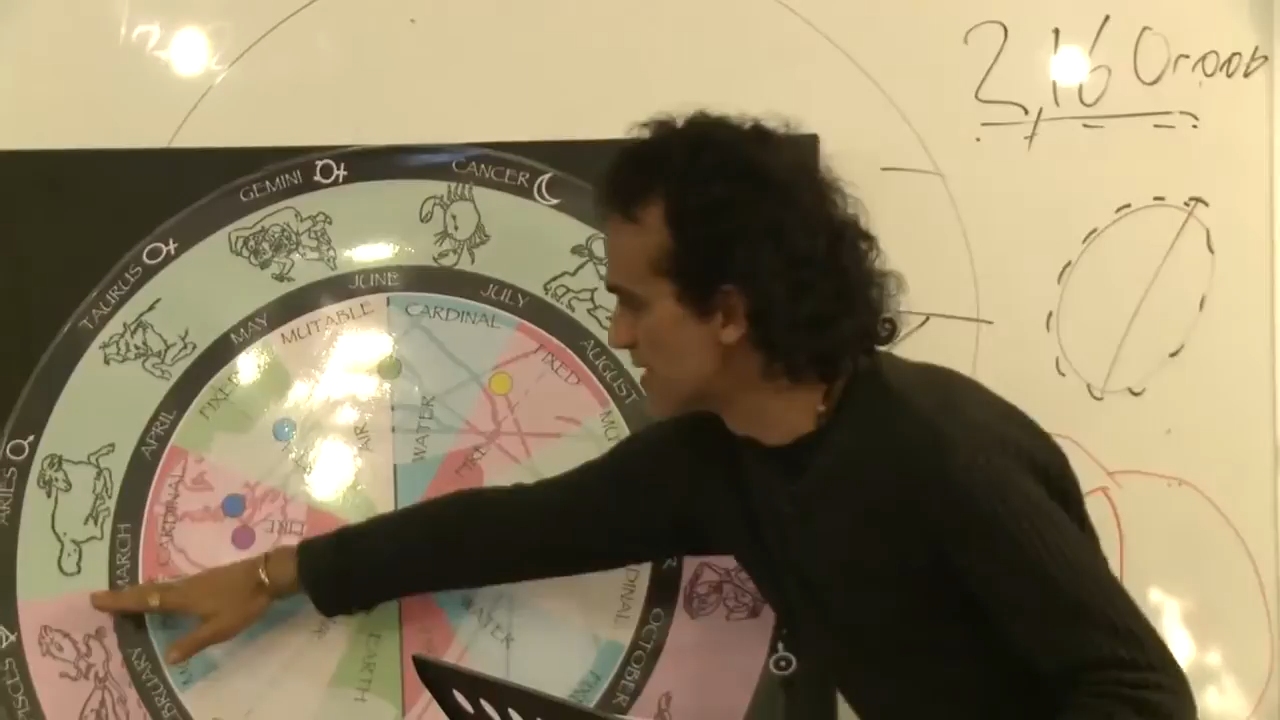 2,160
GEMINI
CANCER
TAURUS
ARIES
PISCES
JUNE
JULY
MAY
AUGUST
APRIL
MARCH
OCTOBER
MUTABLE
CARDINAL
FIXED
FIXED
AIR
WATER
FIRE
CARDINAL
FIRE
WATER
EARTH